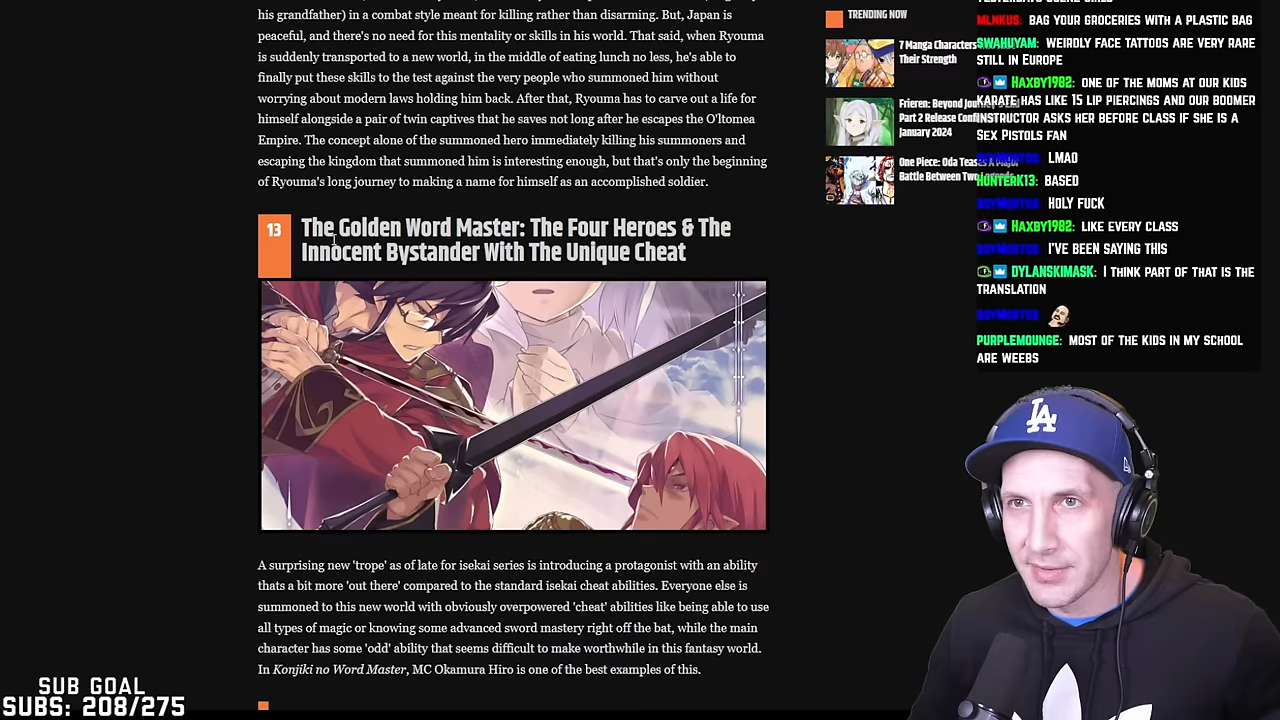 his grandfather) in a combat style meant for killing rather than disarming. But, Japan is
peaceful, and there's no need for this mentality or skills in his world. That said, when Ryouma
is suddenly transported to a new world, in the middle of eating lunch no less, he's able to
finally put these skills to the test against the very people who summoned him without
worrying about modern laws holding him back. After that, Ryouma has to carve out a life for
himself alongside a pair of twin captives that he saves not long after he escapes the O'ltomea
Empire. The concept alone of the summoned hero immediately killing his summoners and
escaping the kingdom that summoned him is interesting enough, but that's only the beginning
of Ryouma's long journey to making a name for himself as an accomplished soldier.
13
The Golden Word Master: The Four Heroes & The
Innocent Bystander With The Unique Cheat
A surprising new 'trope' as of late for isekai series is introducing a protagonist with an ability
thats a bit more 'out there' compared to the standard isekai cheat abilities. Everyone else is
summoned to this new world with obviously overpowered 'cheat' abilities like being able to use
all types of magic or knowing some advanced sword mastery right off the bat, while the main
character has some 'odd' ability that seems difficult to make worthwhile in this fantasy world.
In Konjiki no Word Master, MC Okamura Hiro is one of the best examples of this.
TRENDING NOW
7 Manga Characters
Their Strength
Frieren: Beyond
Part 2 Release
January 2024
One Piece: Oda
Battle Between
MLNKUS: BAG YOUR GROCERIES WITH A PLASTIC BAG
SWAHIYAM: WEIRDLY FACE TATTOOS ARE VERY RARE
STILL IN EUROPE
HAXBY1982: ONE OF THE MOMS AT OUR KIDS
KARATE HAS LIKE 15 LIP PIERCINGS AND OUR BOOMER
INSTRUCTOR ASKS HER BEFORE CLASS IF SHE IS A
SEX PISTOLS FAN
LMAO
HUNTERK13: BASED
HOLY FUCK
HAXBY1982: LIKE EVERY CLASS
I'VE BEEN SAYING THIS
DYLANSKIMASK: I THINK PART OF THAT IS THE
TRANSLATION
PURPLEMOUNGE: MOST OF THE KIDS IN MY SCHOOL
ARE WEEBS
LA
SUB GOAL
SUBS: 208/275